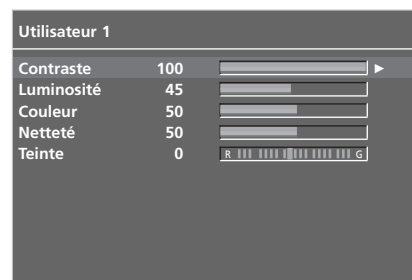 Utilisateur 1
Contraste 100
Luminosité 45
Couleur 50
Netteté 50
Teinte 0 R G